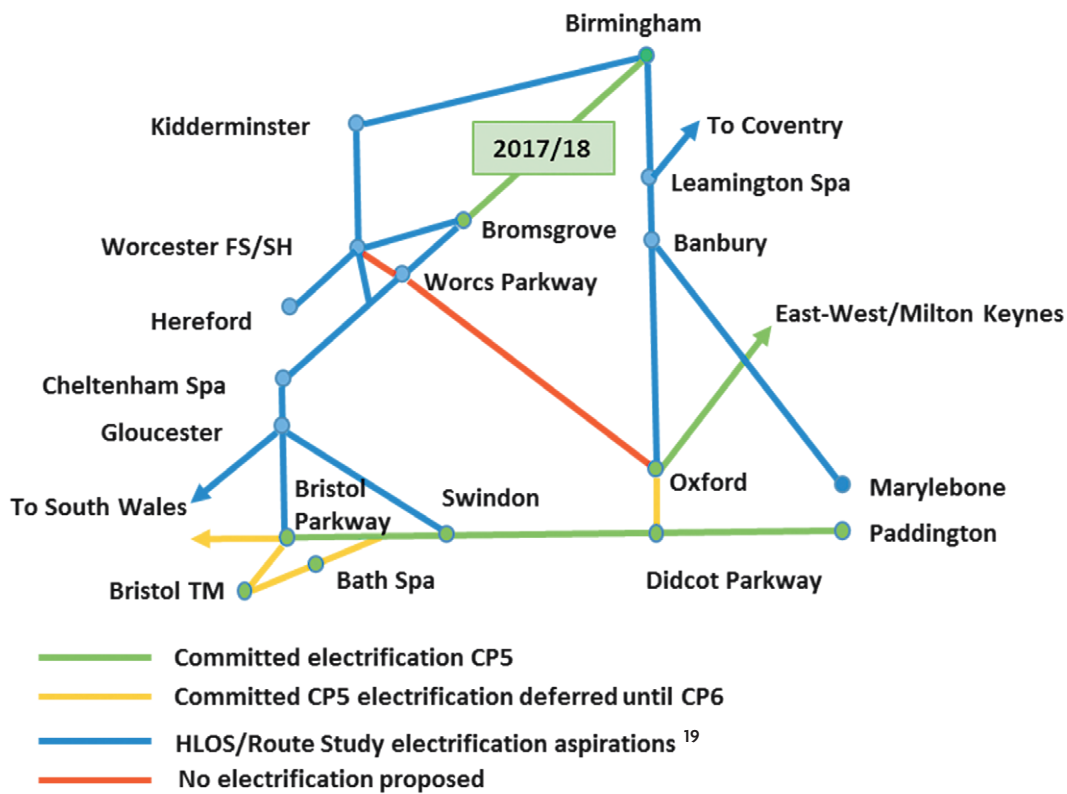 Birmingham
Kidderminster
To Coventry
2017/18
Leamington Spa
Bromsgrove
Worcester FS/SH
Banbury
Worcs Parkway
Hereford
East-West/Milton Keynes
Cheltenham Spa
Gloucester
Oxford
Marylebone
To South Wales
Bristol
Parkway
Swindon
Paddington
Bath Spa
Didcot Parkway
Bristol TM
Committed electrification CP5
Committed CP5 electrification deferred until CP6
HLOS/Route Study electrification aspirations 19
No electrification proposed